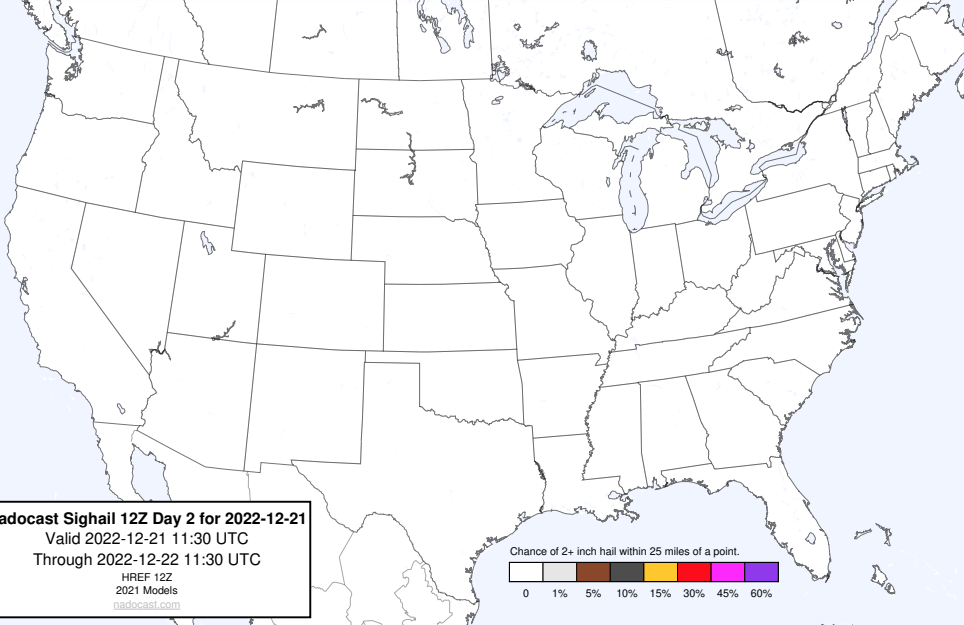 adocast Sighail 12Z Day 2 for 2022-12-21
Valid 2022-12-21 11:30 UTC
Through 2022-12-22 11:30 UTC
HREF 12Z
2021 Models
nadocast.com
Chance of 2+ inch hail within 25 miles of a point.
0 1% 5% 10% 15% 30% 45% 60%